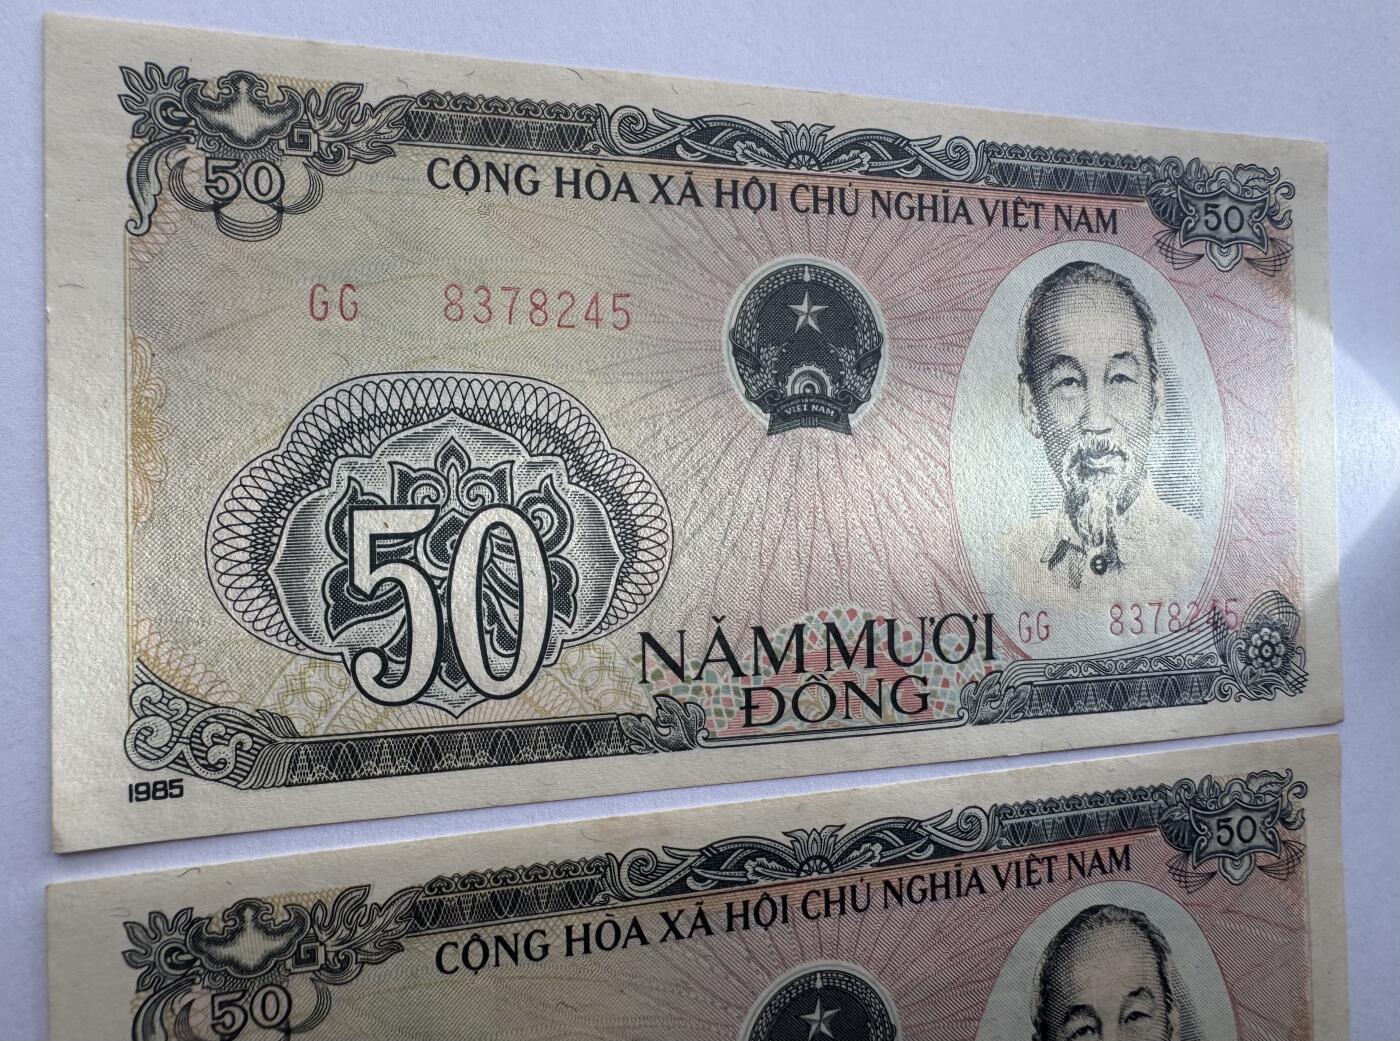 50
CỘNG HÒA XÃ HỘI CHỦ NGHĨA VIỆT NAM
50
GG 8378245
VIỆT NAM
50
NĂM MƯƠI
ĐỒNG
GG 8378245
1985
50
CỘNG HÒA XÃ HỘI CHỦ NGHĨA VIỆT NAM
50